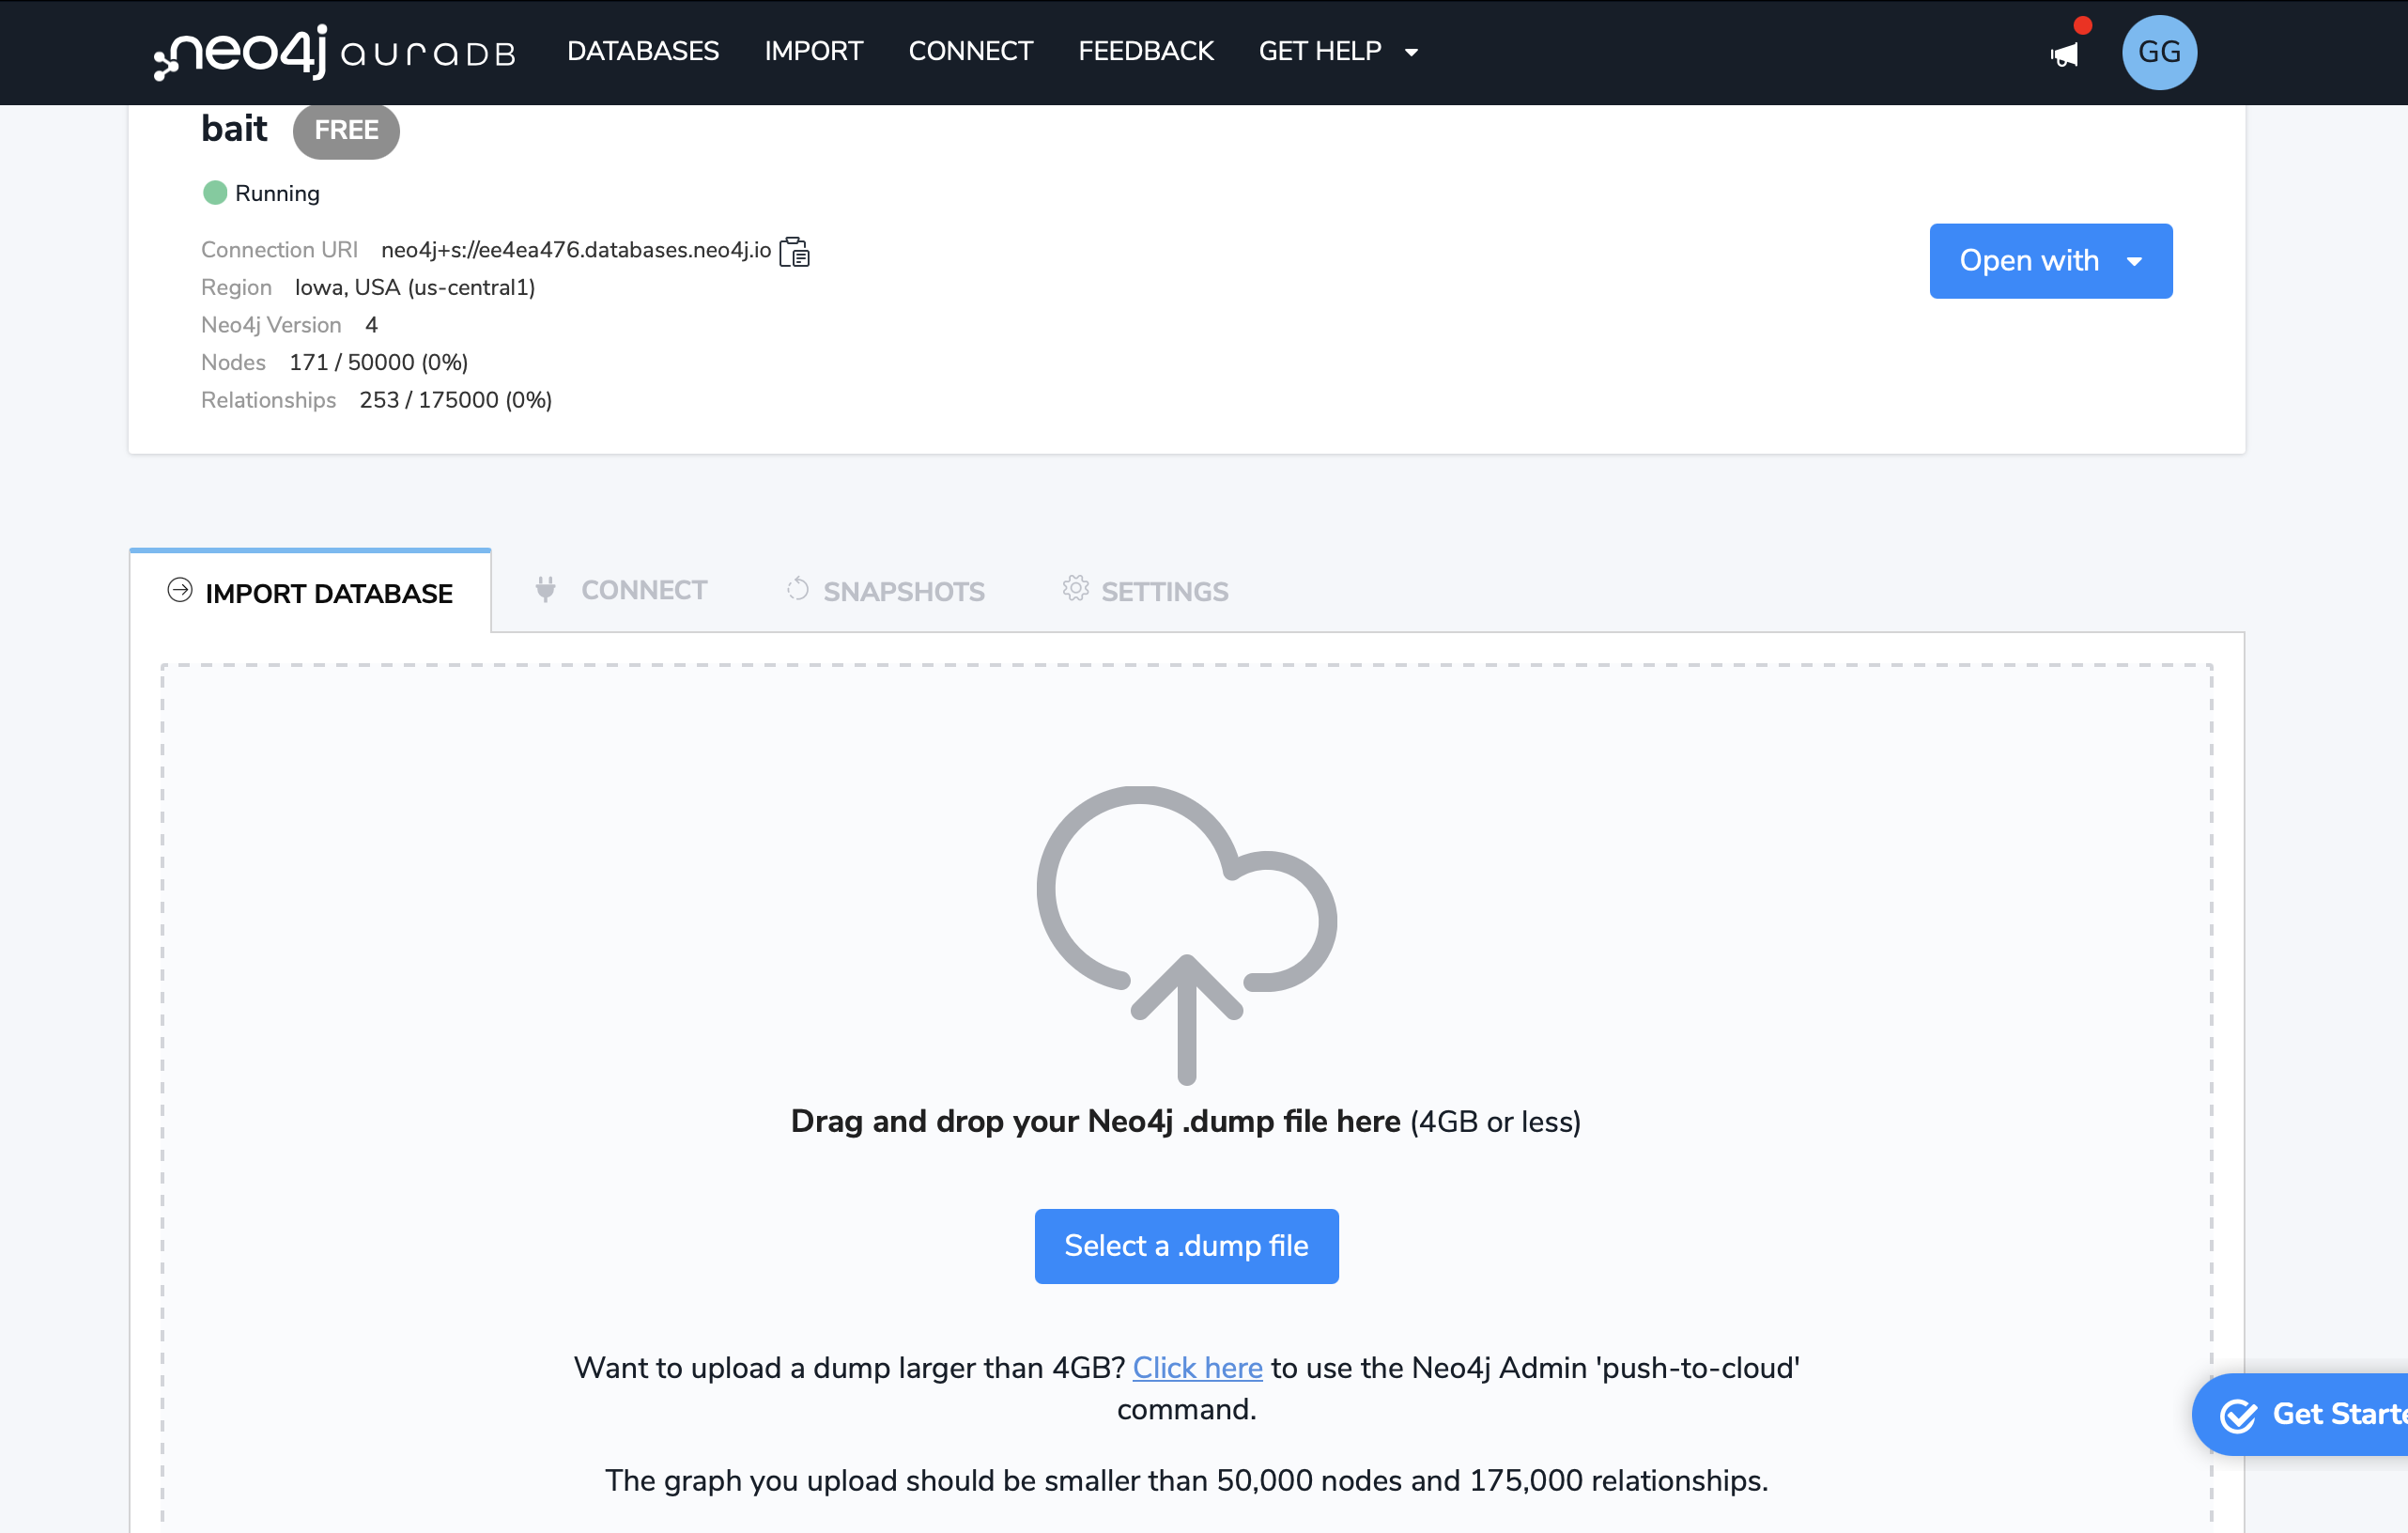 neo4j auraDB DATABASES IMPORT CONNECT FEEDBACK GET HELP GG
bait FREE
Running
Connection URI neo4j+s://ee4ea476.databases.neo4j.io
Open with
Region Iowa, USA (us-central1)
Neo4j Version 4
Nodes 171 / 50000 (0%)
Relationships 253 / 175000 (0%)
IMPORT DATABASE CONNECT SNAPSHOTS SETTINGS
Drag and drop your Neo4j .dump file here (4GB or less)
Select a .dump file
Want to upload a dump larger than 4GB? Click here to use the Neo4j Admin 'push-to-cloud'
command.
Get Starte
The graph you upload should be smaller than 50,000 nodes and 175,000 relationships.